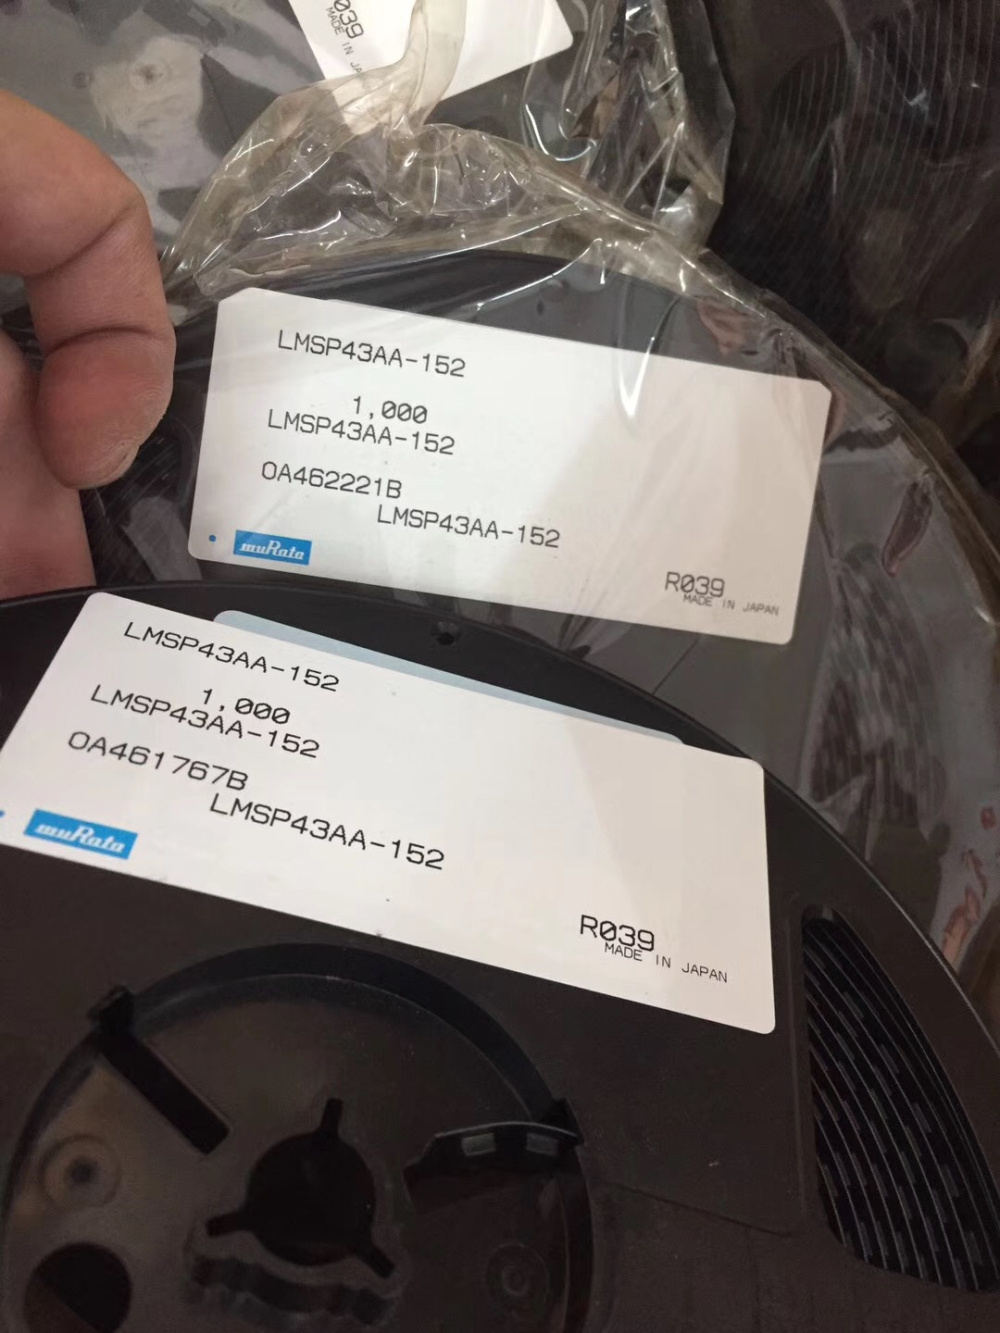 R039
MADE IN JA
LMSP43AA-152
1,000
LMSP43AA-152
0A462221B
LMSP43AA-152
muRata
R039
MADE IN JAPAN
LMSP43AA-152
1,000
LMSP43AA-152
0A461767B
LMSP43AA-152
muRata
R039
MADE IN JAPAN